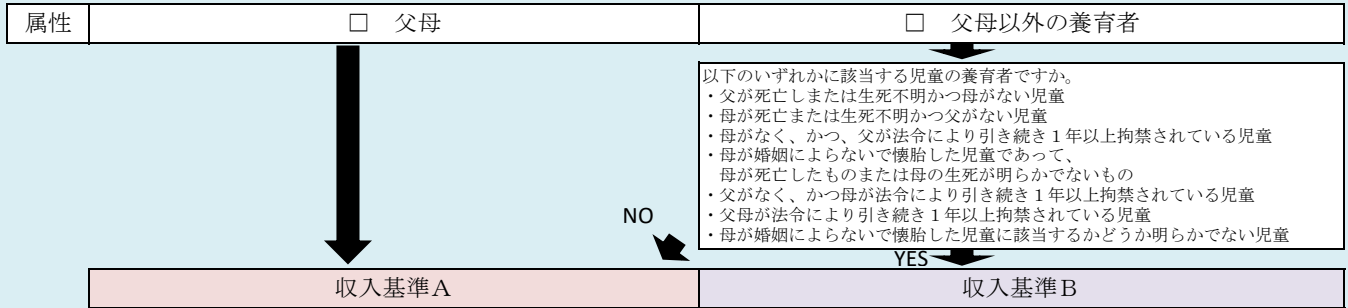 属性 □ 父母 □ 父母以外の養育者
以下のいずれかに該当する児童の養育者ですか。
・父が死亡しまたは生死不明かつ母がない児童
・母が死亡または生死不明かつ父がない児童
・母がなく、かつ、父が法令により引き続き1年以上拘禁されている児童
・母が婚姻によらないで懐胎した児童であって、
母が死亡したものまたは母の生死が明らかでないもの
・父がなく、かつ母が法令により引き続き1年以上拘禁されている児童
・父母が法令により引き続き1年以上拘禁されている児童
・母が婚姻によらないで懐胎した児童に該当するかどうか明らかでない児童
NO
YES
収入基準A 収入基準B